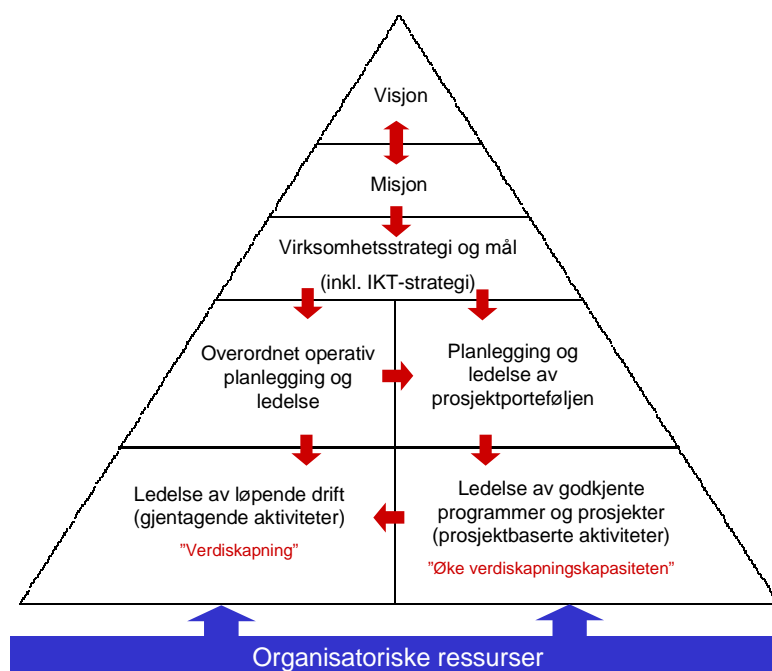 Visjon
Misjon
Virksomhetsstrategi og mål
(inkl. IKT-strategi)
Overordnet operativ
planlegging og
ledelse
Planlegging og
ledelse av
prosjektporteføljen
Ledelse av løpende drift
(gjentagende aktiviteter)
"Verdiskapning"
Ledelse av godkjente
programmer og prosjekter
(prosjektbaserte aktiviteter)
"Øke verdiskapningskapasiteten"
Organisatoriske ressurser